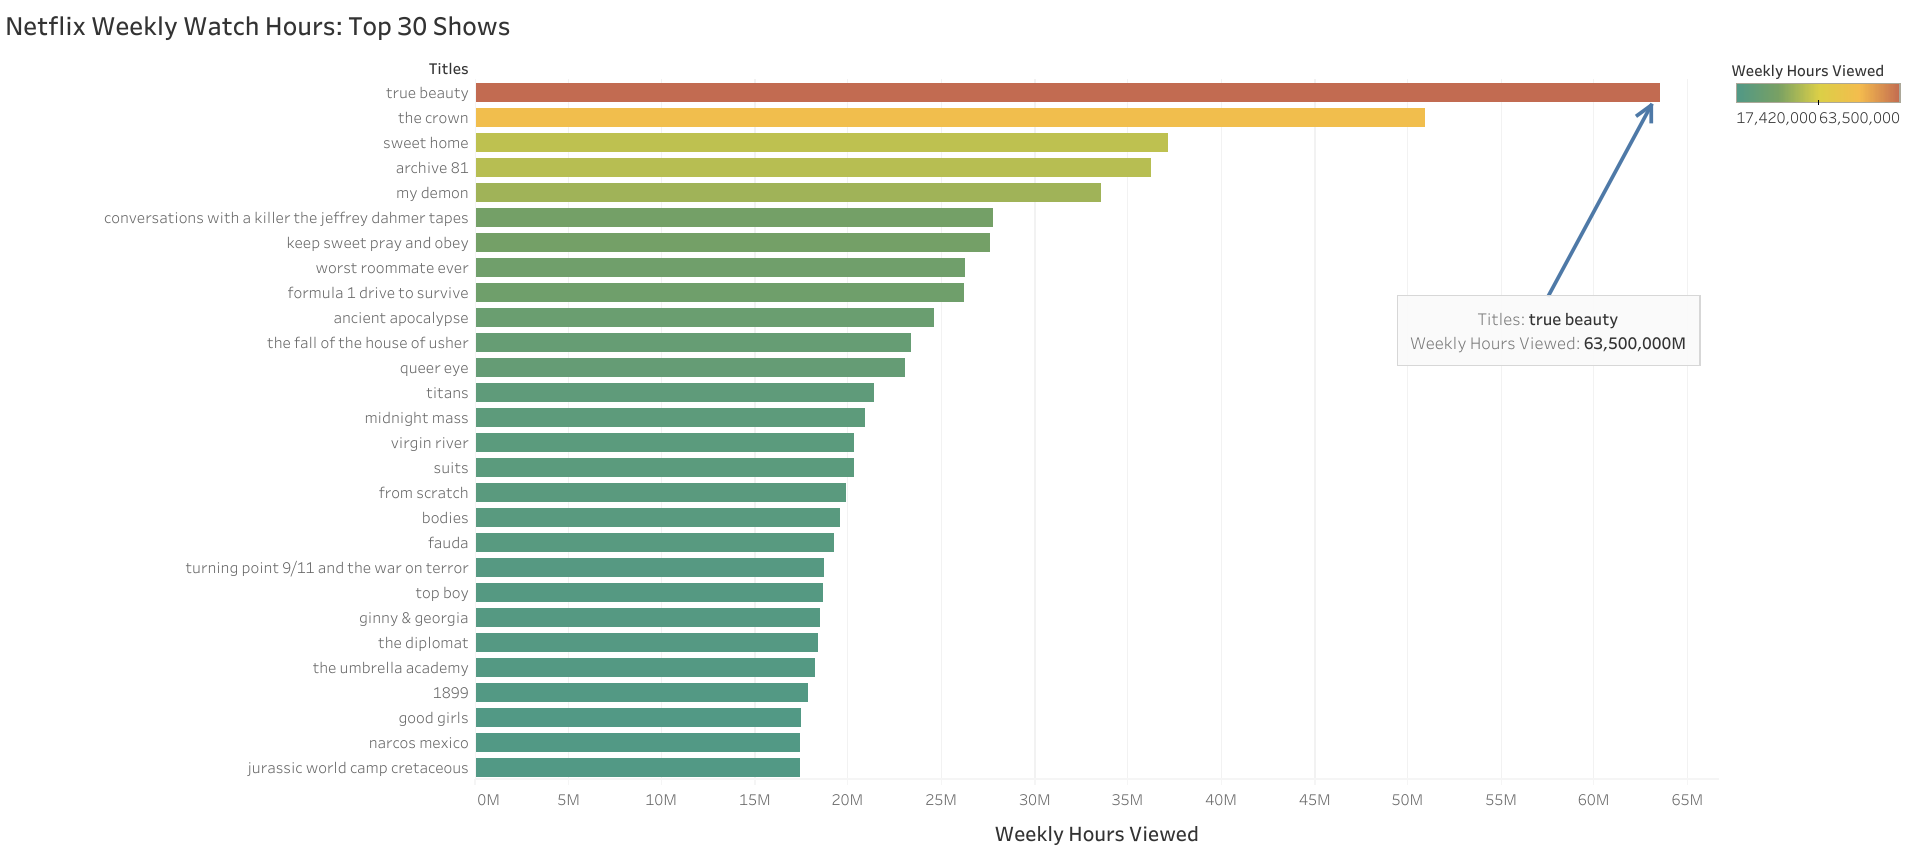 Netflix Weekly Watch Hours: Top 30 Shows
Titles
true beauty
the crown
sweet home
archive 81
my demon
conversations with a killer the jeffrey dahmer tapes
keep sweet pray and obey
worst roommate ever
formula 1 drive to survive
ancient apocalypse
the fall of the house of usher
queer eye
titans
midnight mass
virgin river
suits
from scratch
bodies
fauda
turning point 9/11 and the war on terror
top boy
ginny & georgia
the diplomat
the umbrella academy
1899
good girls
narcos mexico
jurassic world camp cretaceous
0M 5M 10M 15M 20M 25M 30M 35M 40M 45M 50M 55M 60M 65M
Weekly Hours Viewed
Titles: true beauty
Weekly Hours Viewed: 63,500,000M
Weekly Hours Viewed
17,420,000 63,500,000